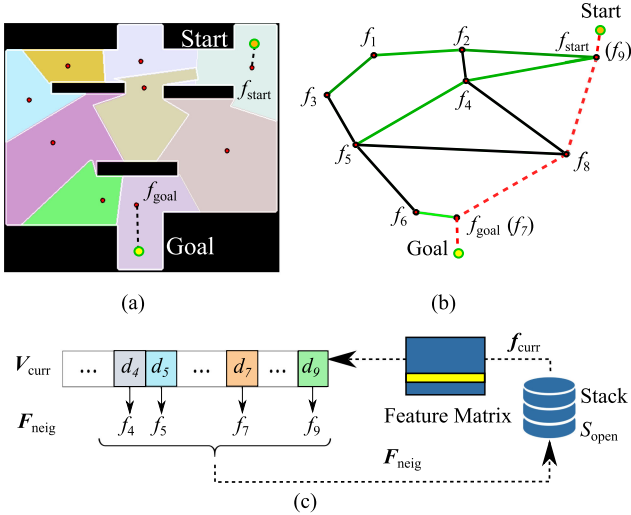 Start
f_start
f_goal
Goal
(a)
Start
f_1
f_2
f_start (f_9)
f_3
f_4
f_5
f_8
f_6
f_goal (f_7)
Goal
(b)
V_curr
... d_4 d_5 ... d_7 ... d_9
f_curr
Feature Matrix
Stack
S_open
F_neig
f_4 f_5 f_7 f_9
F_neig
(c)